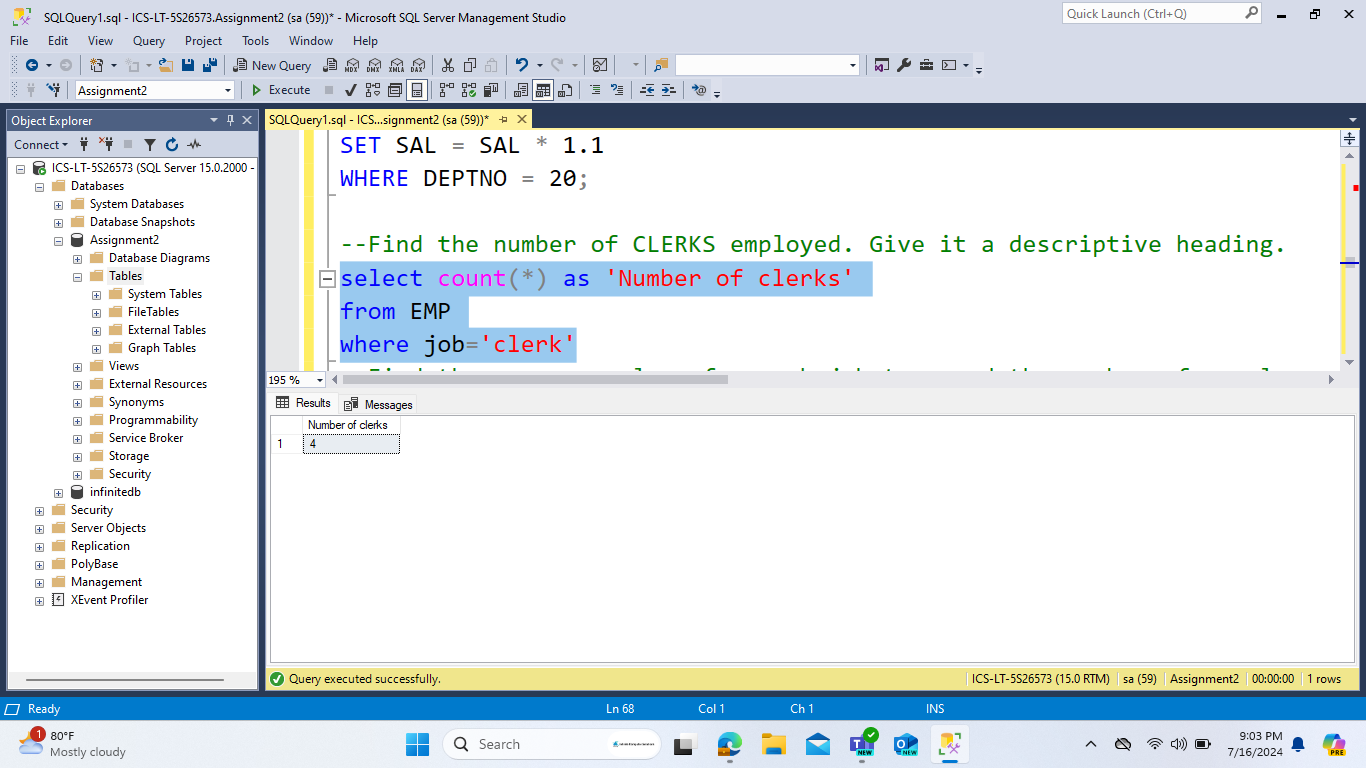 SQLQuery1.sql - ICS-LT-5S26573.Assignment2 (sa (59))* - Microsoft SQL Server Management Studio
Quick Launch (Ctrl+Q)
File Edit View Query Project Tools Window Help
New Query MDX DMX XMLA DAX
Assignment2 Execute
Object Explorer
SQLQuery1.sql - ICS...signment2 (sa (59))*
Connect
ICS-LT-5S26573 (SQL Server 15.0.2000 -
Databases
System Databases
Database Snapshots
Assignment2
Database Diagrams
Tables
System Tables
FileTables
External Tables
Graph Tables
Views
External Resources
Synonyms
Programmability
Service Broker
Storage
Security
infinitedb
Security
Server Objects
Replication
PolyBase
Management
XEvent Profiler
SET SAL = SAL * 1.1
WHERE DEPTNO = 20;
--Find the number of CLERKS employed. Give it a descriptive heading.
select count(*) as 'Number of clerks'
from EMP
where job='clerk'
195 %
Results Messages
Number of clerks
1 4
Query executed successfully.
ICS-LT-5S26573 (15.0 RTM) sa (59) Assignment2 00:00:00 1 rows
Ready Ln 68 Col 1 Ch 1 INS
1
80°F
Mostly cloudy
Search
NEW
NEW
9:03 PM
7/16/2024
PRE